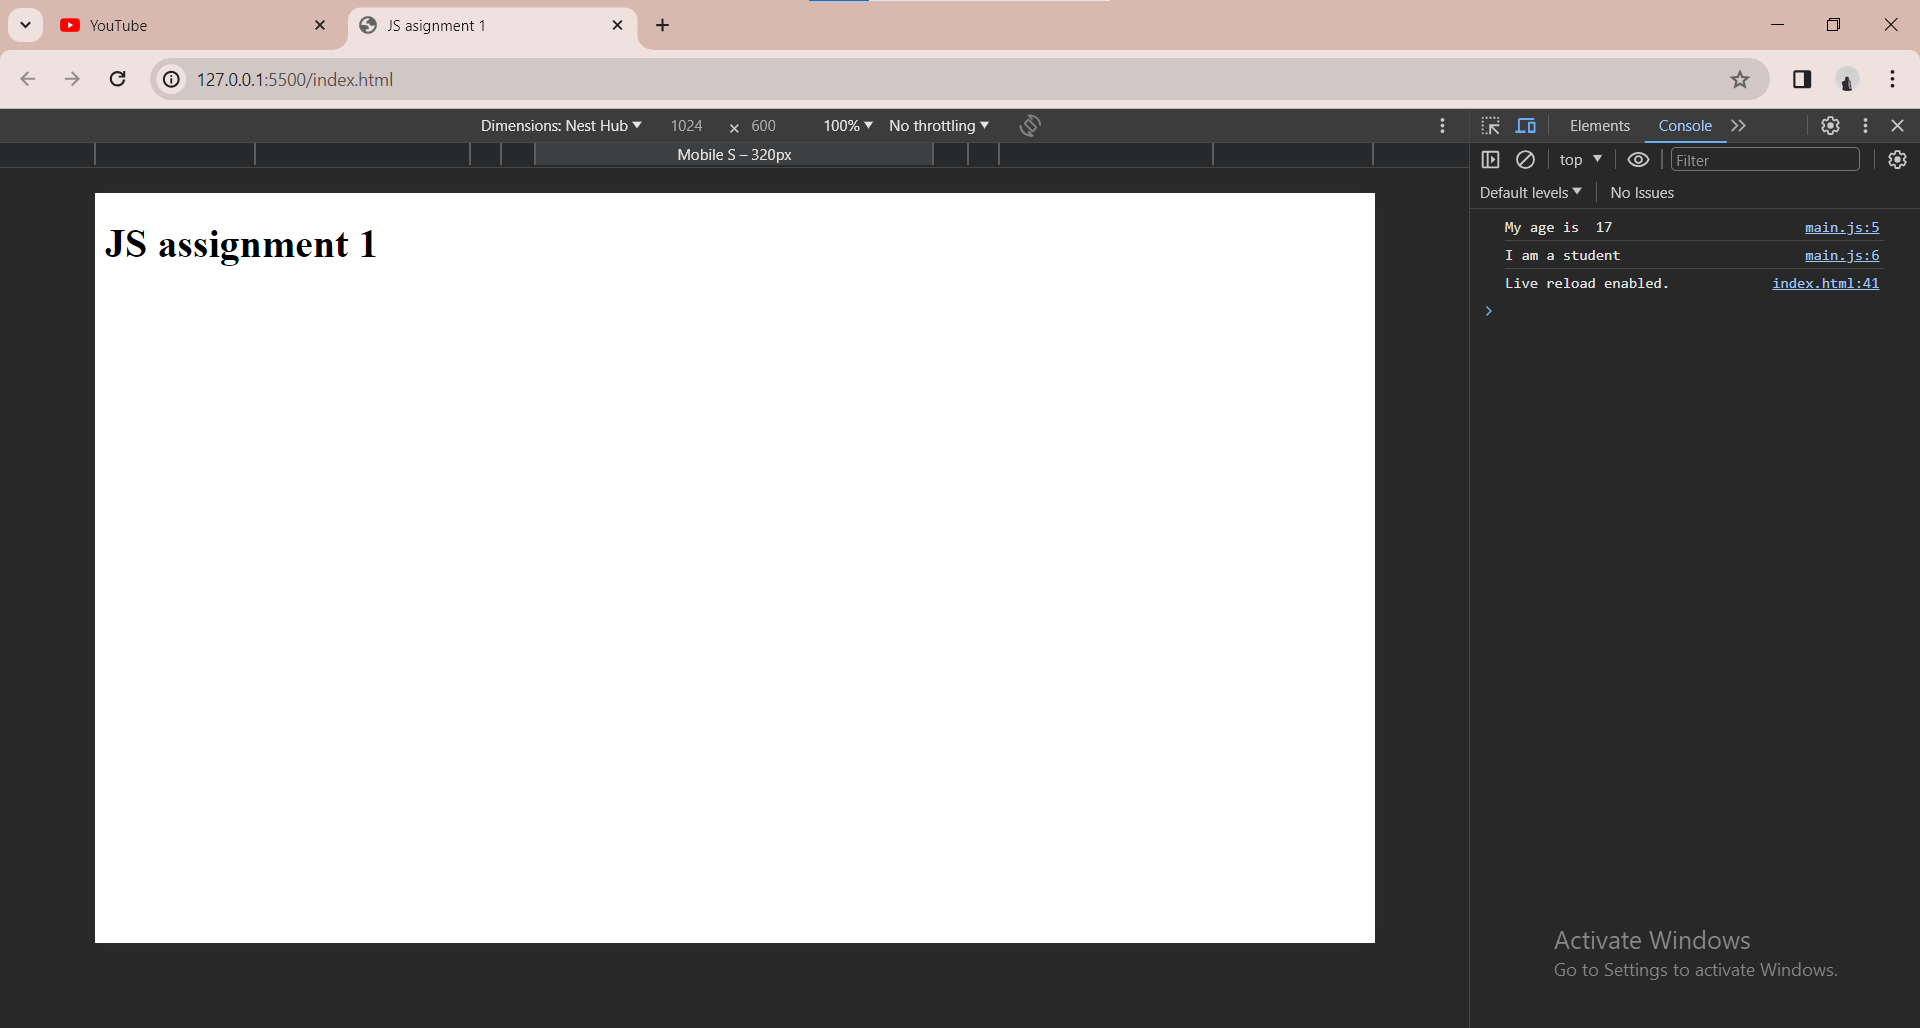 YouTube
JS asignment 1
127.0.0.1:5500/index.html
Dimensions: Nest Hub 1024 × 600 100% No throttling
Elements Console
Mobile S – 320px
top Filter
Default levels No Issues
JS assignment 1
My age is  17 main.js:5
I am a student main.js:6
Live reload enabled. index.html:41
Activate Windows
Go to Settings to activate Windows.